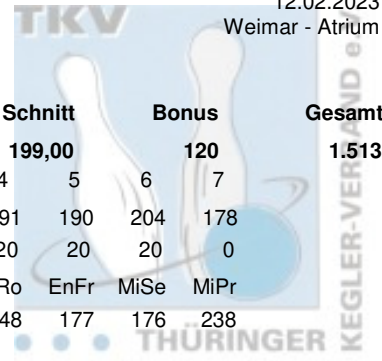 TKV
12.02.2023
Weimar - Atrium
Schnitt Bonus Gesamt
199,00 120 1.513
4 5 6 7
91 190 204 178
20 20 20 0
Ro EnFr MiSe MiPr
48 177 176 238
THÜRINGER
KEGLER-VERBAND e.V.